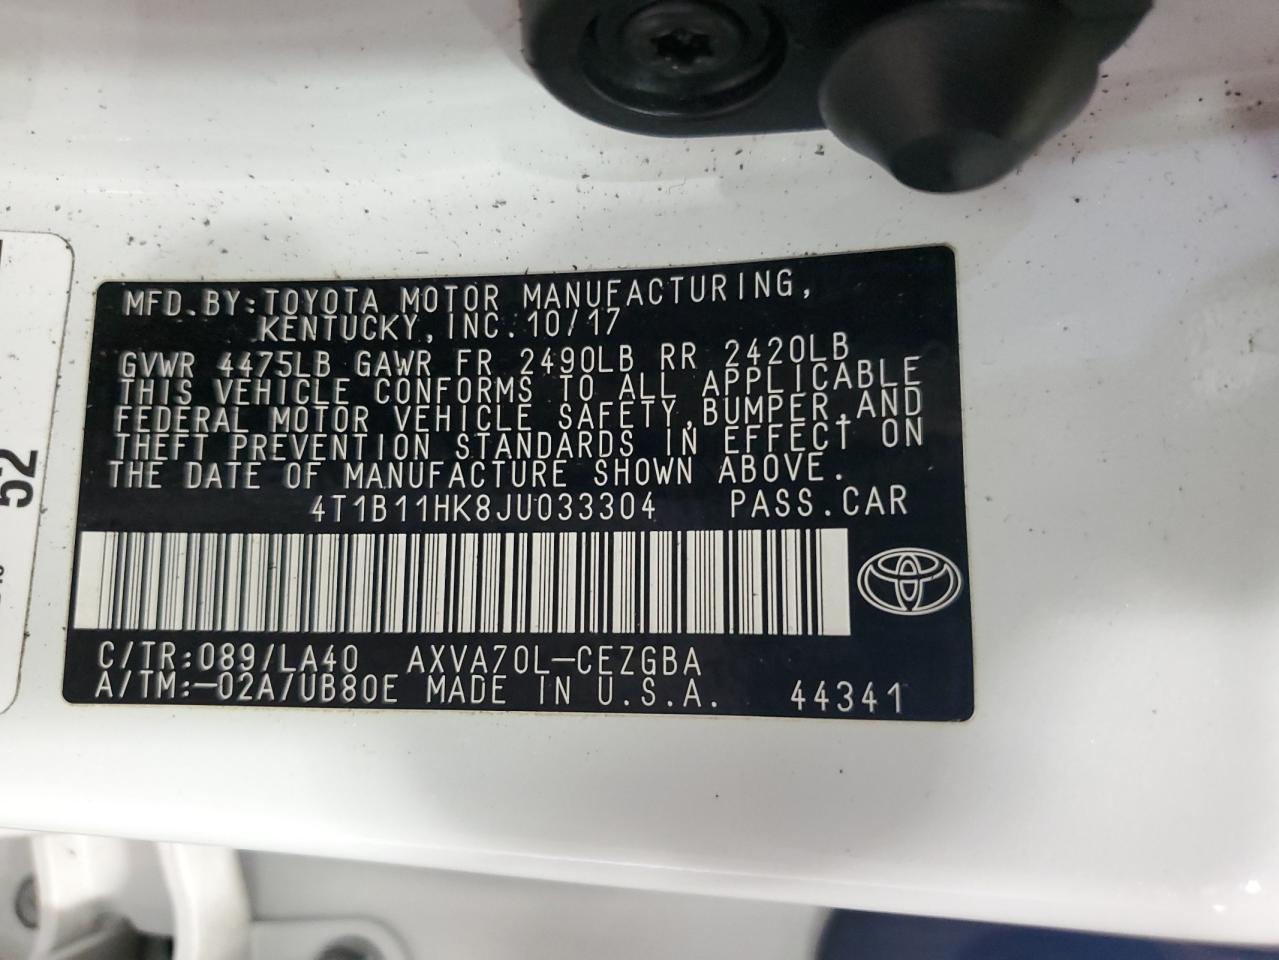 MFD. BY: TOYOTA MOTOR MANUFACTURING,
KENTUCKY, INC. 10/17
GVWR 4475LB GAWR FR 2490LB RR 2420LB
THIS VEHICLE CONFORMS TO ALL APPLICABLE
FEDERAL MOTOR VEHICLE SAFETY, BUMPER, AND
THEFT PREVENTION STANDARDS IN EFFECT ON
THE DATE OF MANUFACTURE SHOWN ABOVE.
4T1B11HK8JU033304 PASS. CAR
C/TR: 089/LA40 AXVA70L-CEZGBA
A/TM:-02A/UB80E MADE IN U.S.A. 44341
52